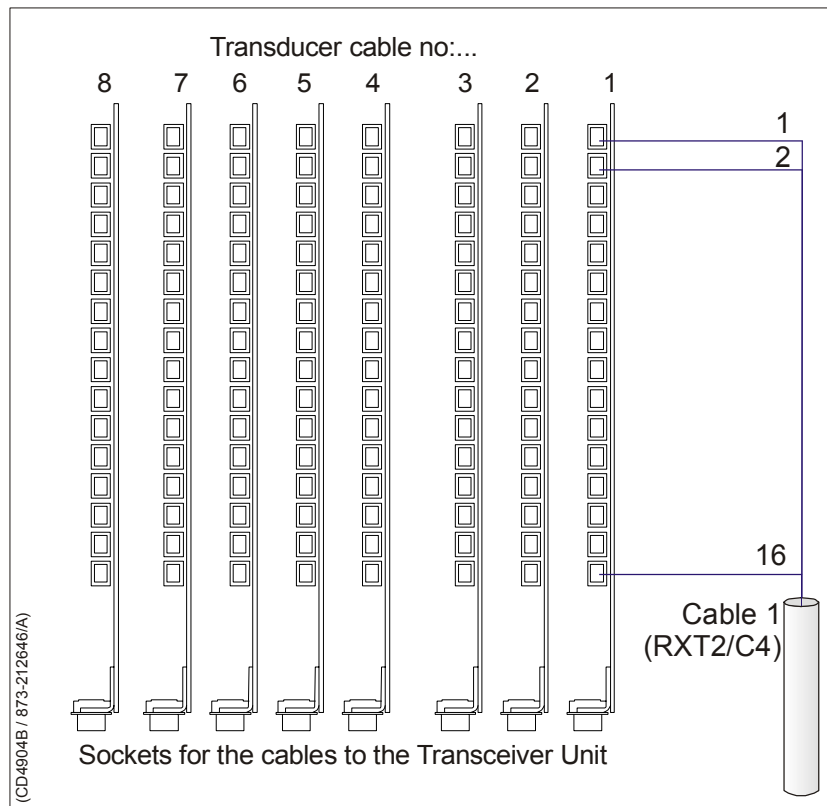 Transducer cable no:...
8 7 6 5 4 3 2 1
1
2
16
Cable 1
(RXT2/C4)
Sockets for the cables to the Transceiver Unit
(CD4904B / 873-212646/A)